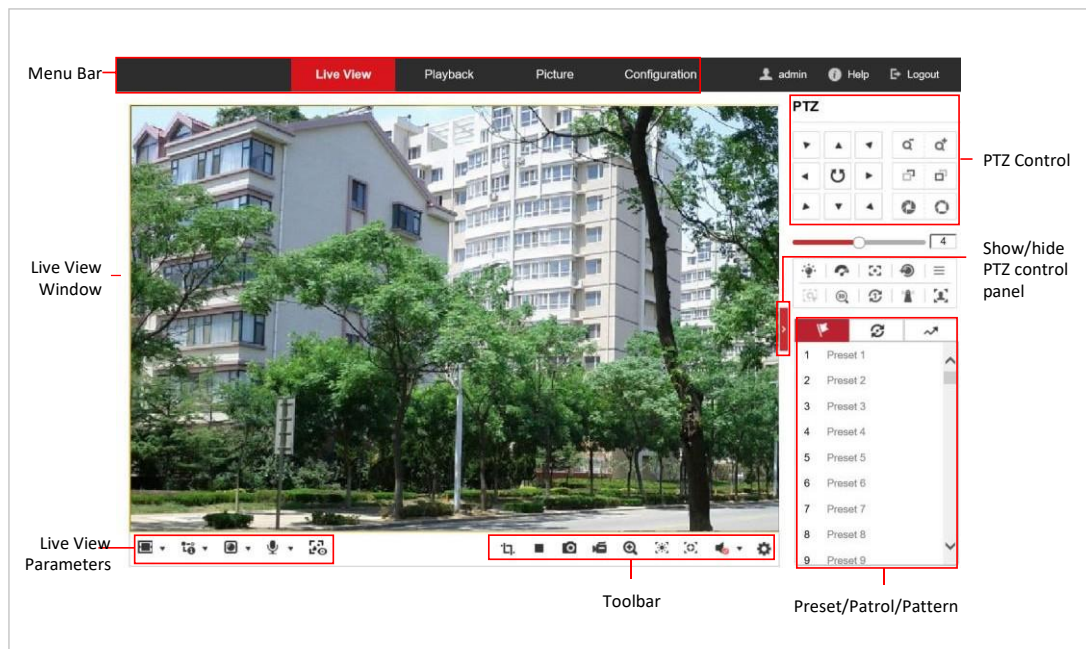 Menu Bar
Live View
Playback
Picture
Configuration
admin
Help
Logout
PTZ
PTZ Control
4
Show/hide
PTZ control
panel
Live View
Window
1 Preset 1
2 Preset 2
3 Preset 3
4 Preset 4
5 Preset 5
6 Preset 6
7 Preset 7
8 Preset 8
9 Preset 9
Live View
Parameters
Toolbar
Preset/Patrol/Pattern